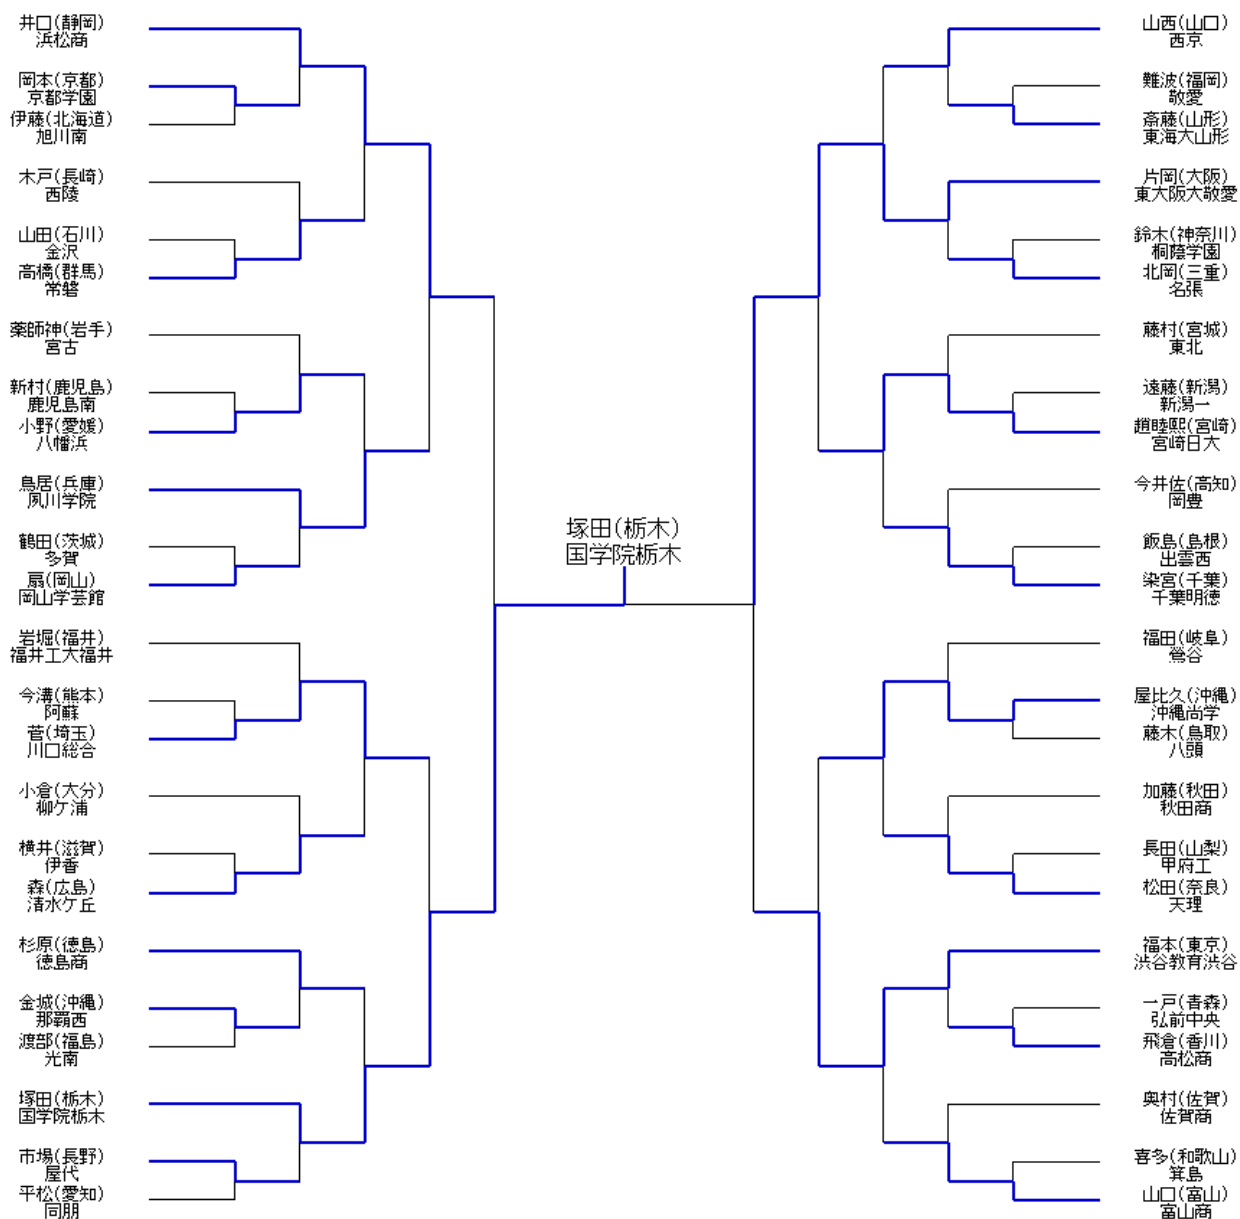 井口(静岡)
浜松商
岡本(京都)
京都学園
伊藤(北海道)
旭川南
木戸(長崎)
西陵
山田(石川)
金沢
高橋(群馬)
常磐
薬師神(岩手)
宮古
新村(鹿児島)
鹿児島南
小野(愛媛)
八幡浜
鳥居(兵庫)
夙川学院
鶴田(茨城)
多賀
扇(岡山)
岡山学芸館
岩堀(福井)
福井工大福井
今溝(熊本)
阿蘇
菅(埼玉)
川口総合
小倉(大分)
柳ケ浦
横井(滋賀)
伊香
森(広島)
清水ケ丘
杉原(徳島)
徳島商
金城(沖縄)
那覇西
渡部(福島)
光南
塚田(栃木)
国学院栃木
市場(長野)
屋代
平松(愛知)
同朋
塚田(栃木)
国学院栃木
山西(山口)
西京
難波(福岡)
敬愛
斎藤(山形)
東海大山形
片岡(大阪)
東大阪大敬愛
鈴木(神奈川)
桐蔭学園
北岡(三重)
名張
藤村(宮城)
東北
遠藤(新潟)
新潟一
趙睦熙(宮崎)
宮崎日大
今井佐(高知)
岡豊
飯島(島根)
出雲西
染宮(千葉)
千葉明徳
福田(岐阜)
鶯谷
屋比久(沖縄)
沖縄尚学
藤木(鳥取)
八頭
加藤(秋田)
秋田商
長田(山梨)
甲府工
松田(奈良)
天理
福本(東京)
渋谷教育渋谷
一戸(青森)
弘前中央
飛倉(香川)
高松商
奥村(佐賀)
佐賀商
喜多(和歌山)
箕島
山口(富山)
富山商